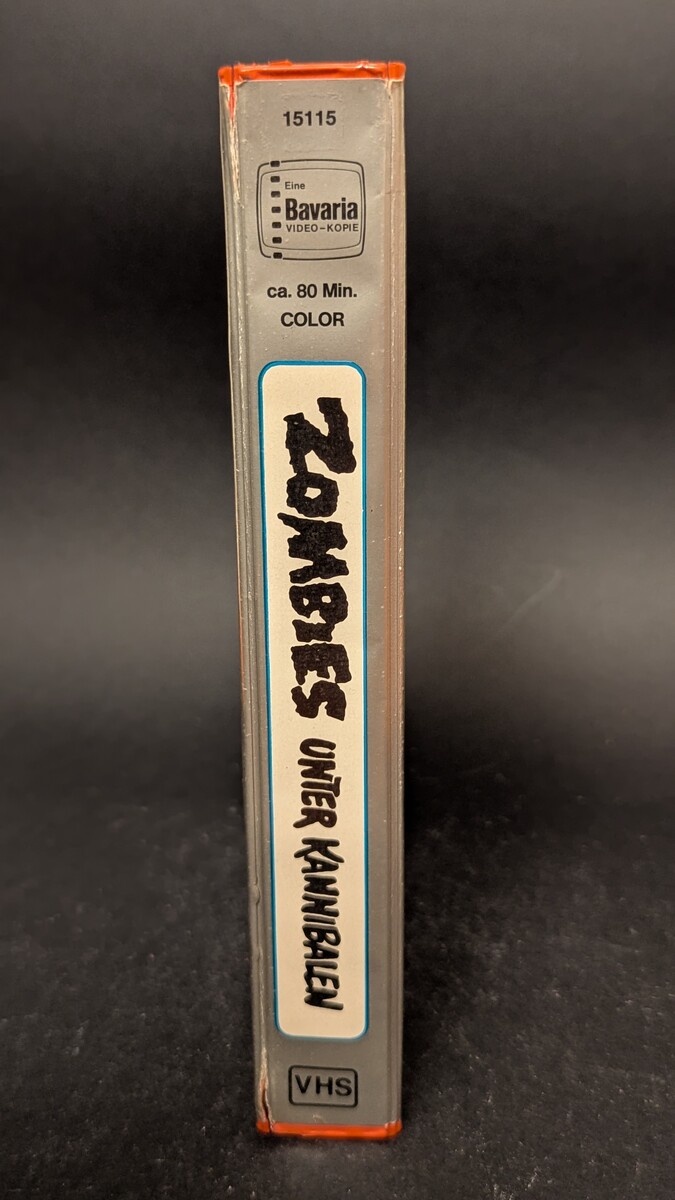 15115
Eine
Bavaria
VIDEO-KOPIE
ca. 80 Min.
COLOR
ZOMBIES UNTER KANNIBALEN
VHS